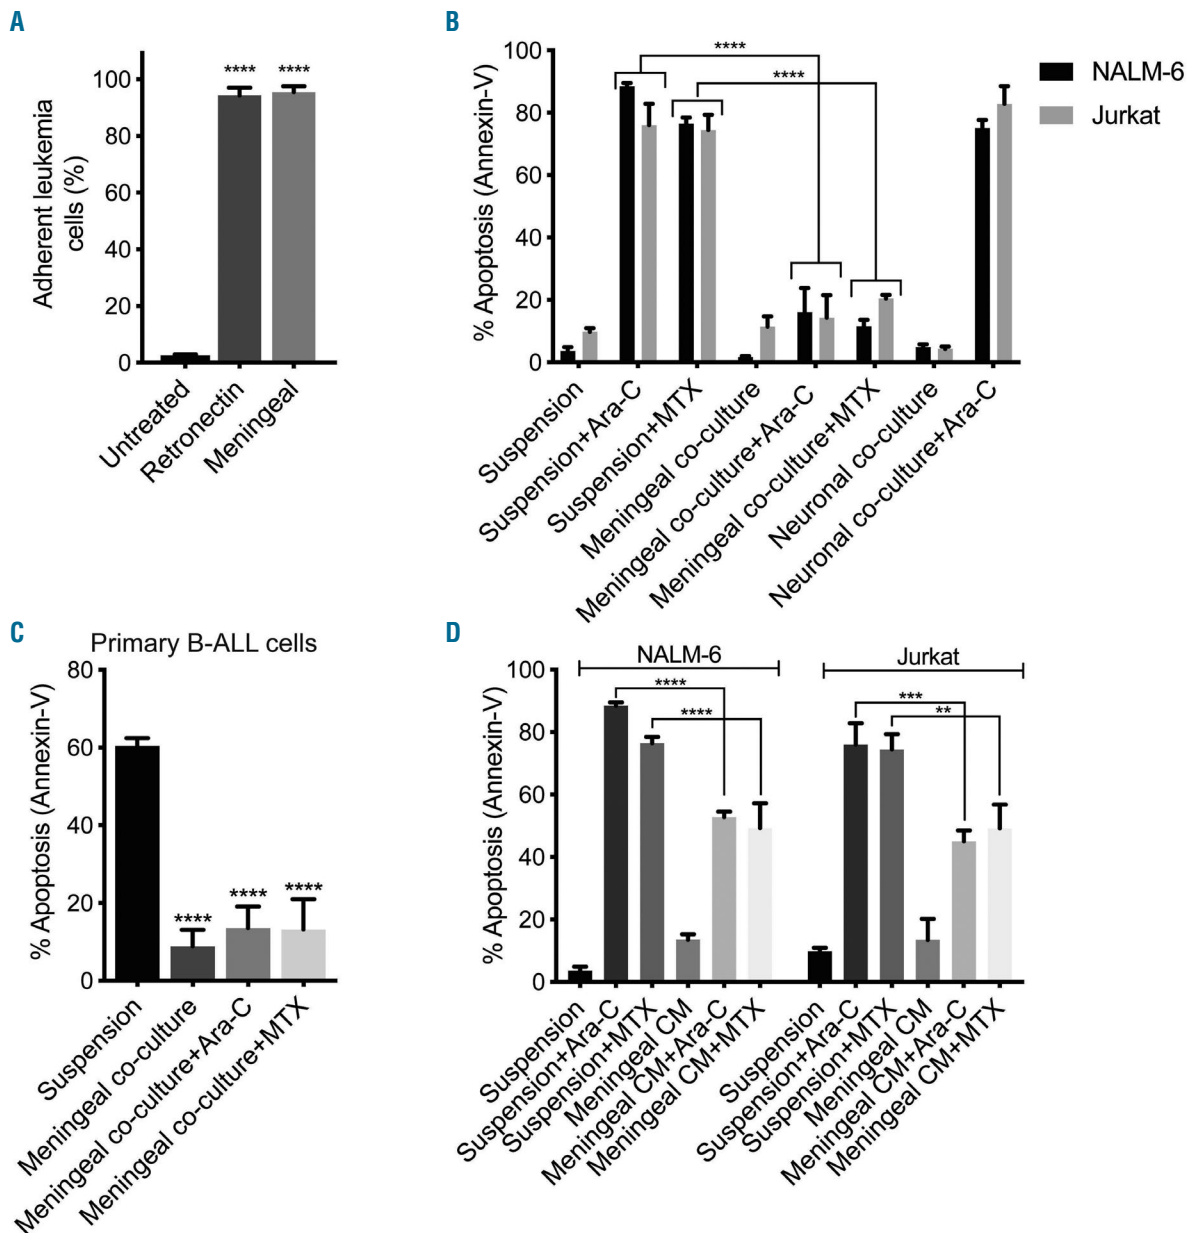 A
Adherent leukemia
cells (%)
100
80
60
40
20
0
**** ****
Untreated
Retronectin
Meningeal
B
% Apoptosis (Annexin-V)
100
80
60
40
20
0
****
****
NALM-6
Jurkat
Suspension
Suspension+Ara-C
Suspension+MTX
Meningeal co-culture
Meningeal co-culture+Ara-C
Meningeal co-culture+MTX
Neuronal co-culture
Neuronal co-culture+Ara-C
C
Primary B-ALL cells
% Apoptosis (Annexin-V)
80
60
40
20
0
****
****
****
Suspension
Meningeal co-culture
Meningeal co-culture+Ara-C
Meningeal co-culture+MTX
D
% Apoptosis (Annexin-V)
100
80
60
40
20
0
NALM-6
****
****
Jurkat
***
**
Suspension
Suspension+Ara-C
Suspension+MTX
Meningeal CM
Meningeal CM+Ara-C
Meningeal CM+MTX
Suspension
Suspension+Ara-C
Suspension+MTX
Meningeal CM
Meningeal CM+Ara-C
Meningeal CM+MTX